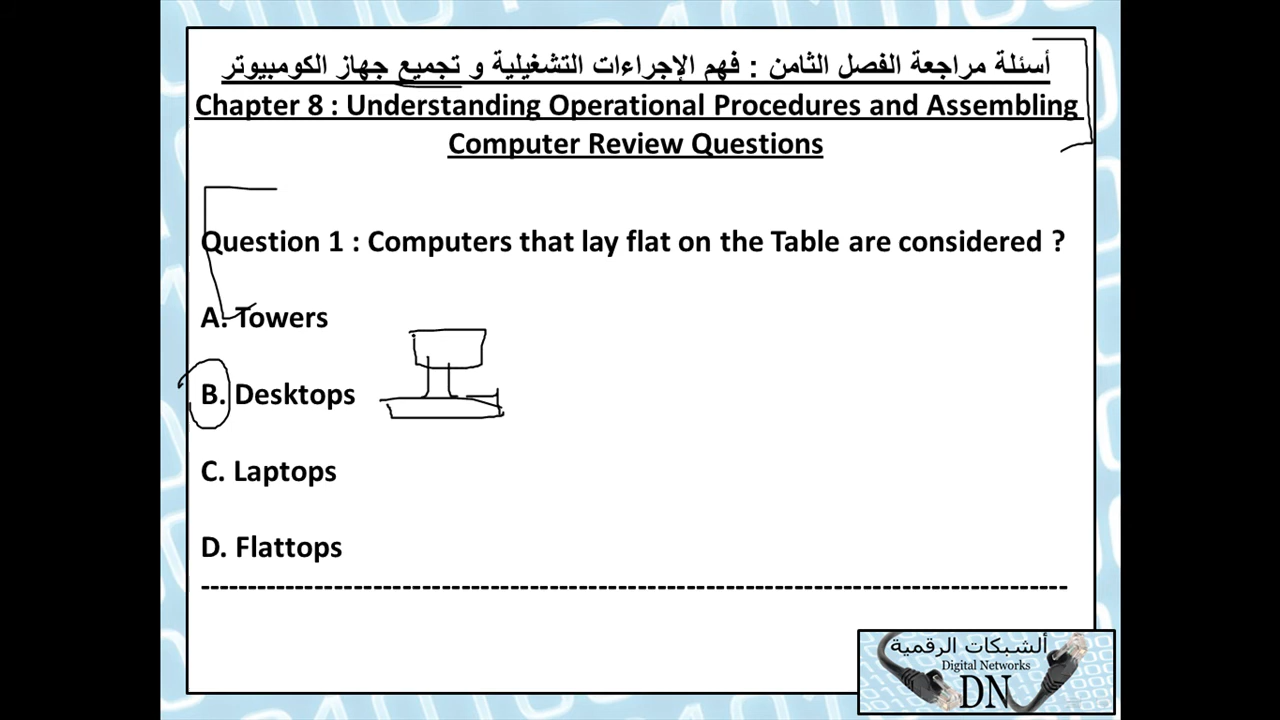 أسئلة مراجعة الفصل الثامن : فهم الإجراءات التشغيلية و تجميع جهاز الكومبيوتر
Chapter 8 : Understanding Operational Procedures and Assembling
Computer Review Questions
Question 1 : Computers that lay flat on the Table are considered ?
A. Towers
B. Desktops
C. Laptops
D. Flattops
ألشبكات الرقمية
Digital Networks
DN